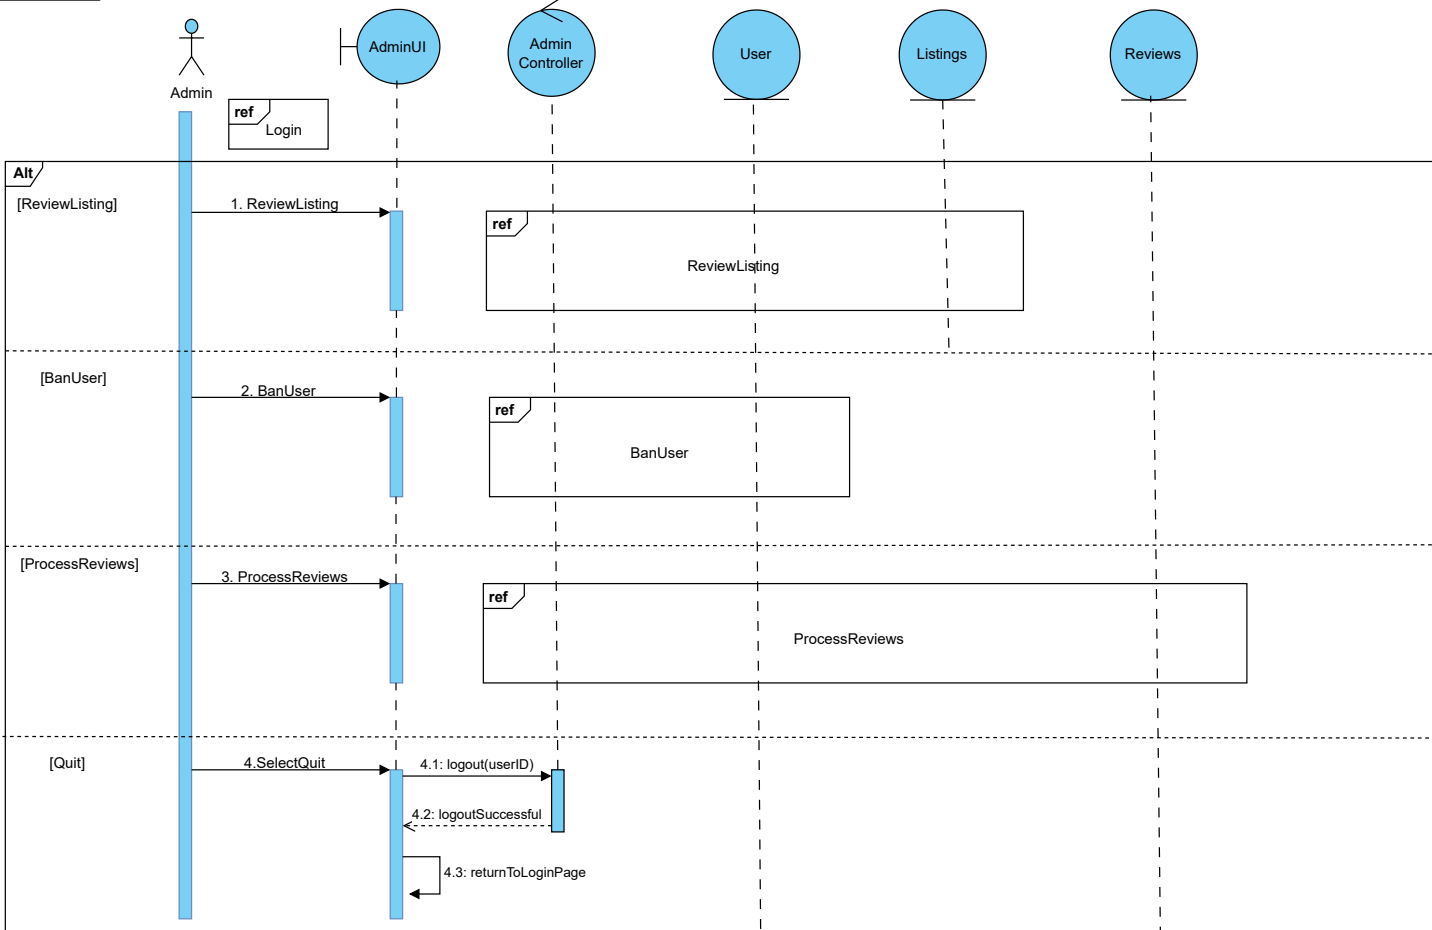 AdminUI
Admin
Controller
User
Listings
Reviews
Admin
ref
Login
Alt
[ReviewListing]
1. ReviewListing
ref
ReviewListing
[BanUser]
2. BanUser
ref
BanUser
[ProcessReviews]
3. ProcessReviews
ref
ProcessReviews
[Quit]
4.SelectQuit
4.1: logout(userID)
4.2: logoutSuccessful
4.3: returnToLoginPage